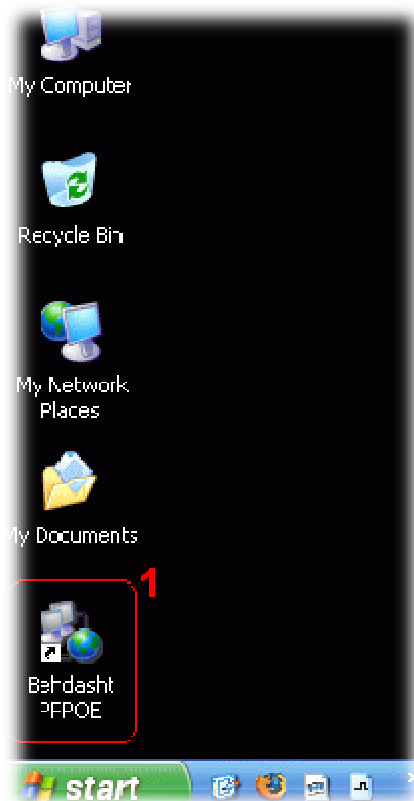 My Computer
Recycle Bin
My Network
Places
My Documents
1
Behdasht
PPPOE
start